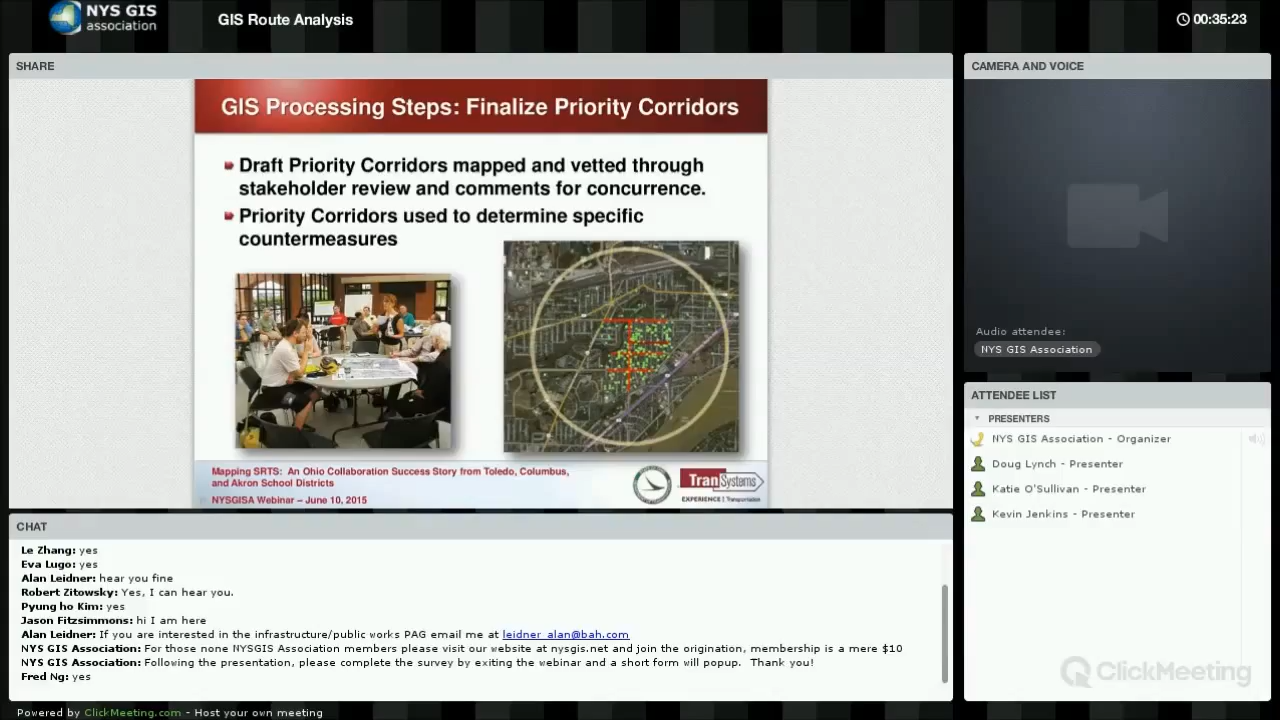 NYS GIS
association
GIS Route Analysis
00:35:23
SHARE
GIS Processing Steps: Finalize Priority Corridors
Draft Priority Corridors mapped and vetted through
stakeholder review and comments for concurrence.
Priority Corridors used to determine specific
countermeasures
Mapping SRTS: An Ohio Collaboration Success Story from Toledo, Columbus,
and Akron School Districts
NYSGISA Webinar – June 10, 2015
TranSystems
EXPERIENCE | Transportation
CAMERA AND VOICE
Audio attendee:
NYS GIS Association
ATTENDEE LIST
PRESENTERS
NYS GIS Association - Organizer
Doug Lynch - Presenter
Katie O'Sullivan - Presenter
Kevin Jenkins - Presenter
CHAT
Le Zhang: yes
Eva Lugo: yes
Alan Leidner: hear you fine
Robert Zitowsky: Yes, I can hear you.
Pyung ho Kim: yes
Jason Fitzsimmons: hi I am here
Alan Leidner: If you are interested in the infrastructure/public works PAG email me at leidner_alan@bah.com
NYS GIS Association: For those none NYSGIS Association members please visit our website at nysgis.net and join the origination, membership is a mere $10
NYS GIS Association: Following the presentation, please complete the survey by exiting the webinar and a short form will popup. Thank you!
Fred Ng: yes
ClickMeeting
Powered by ClickMeeting.com - Host your own meeting